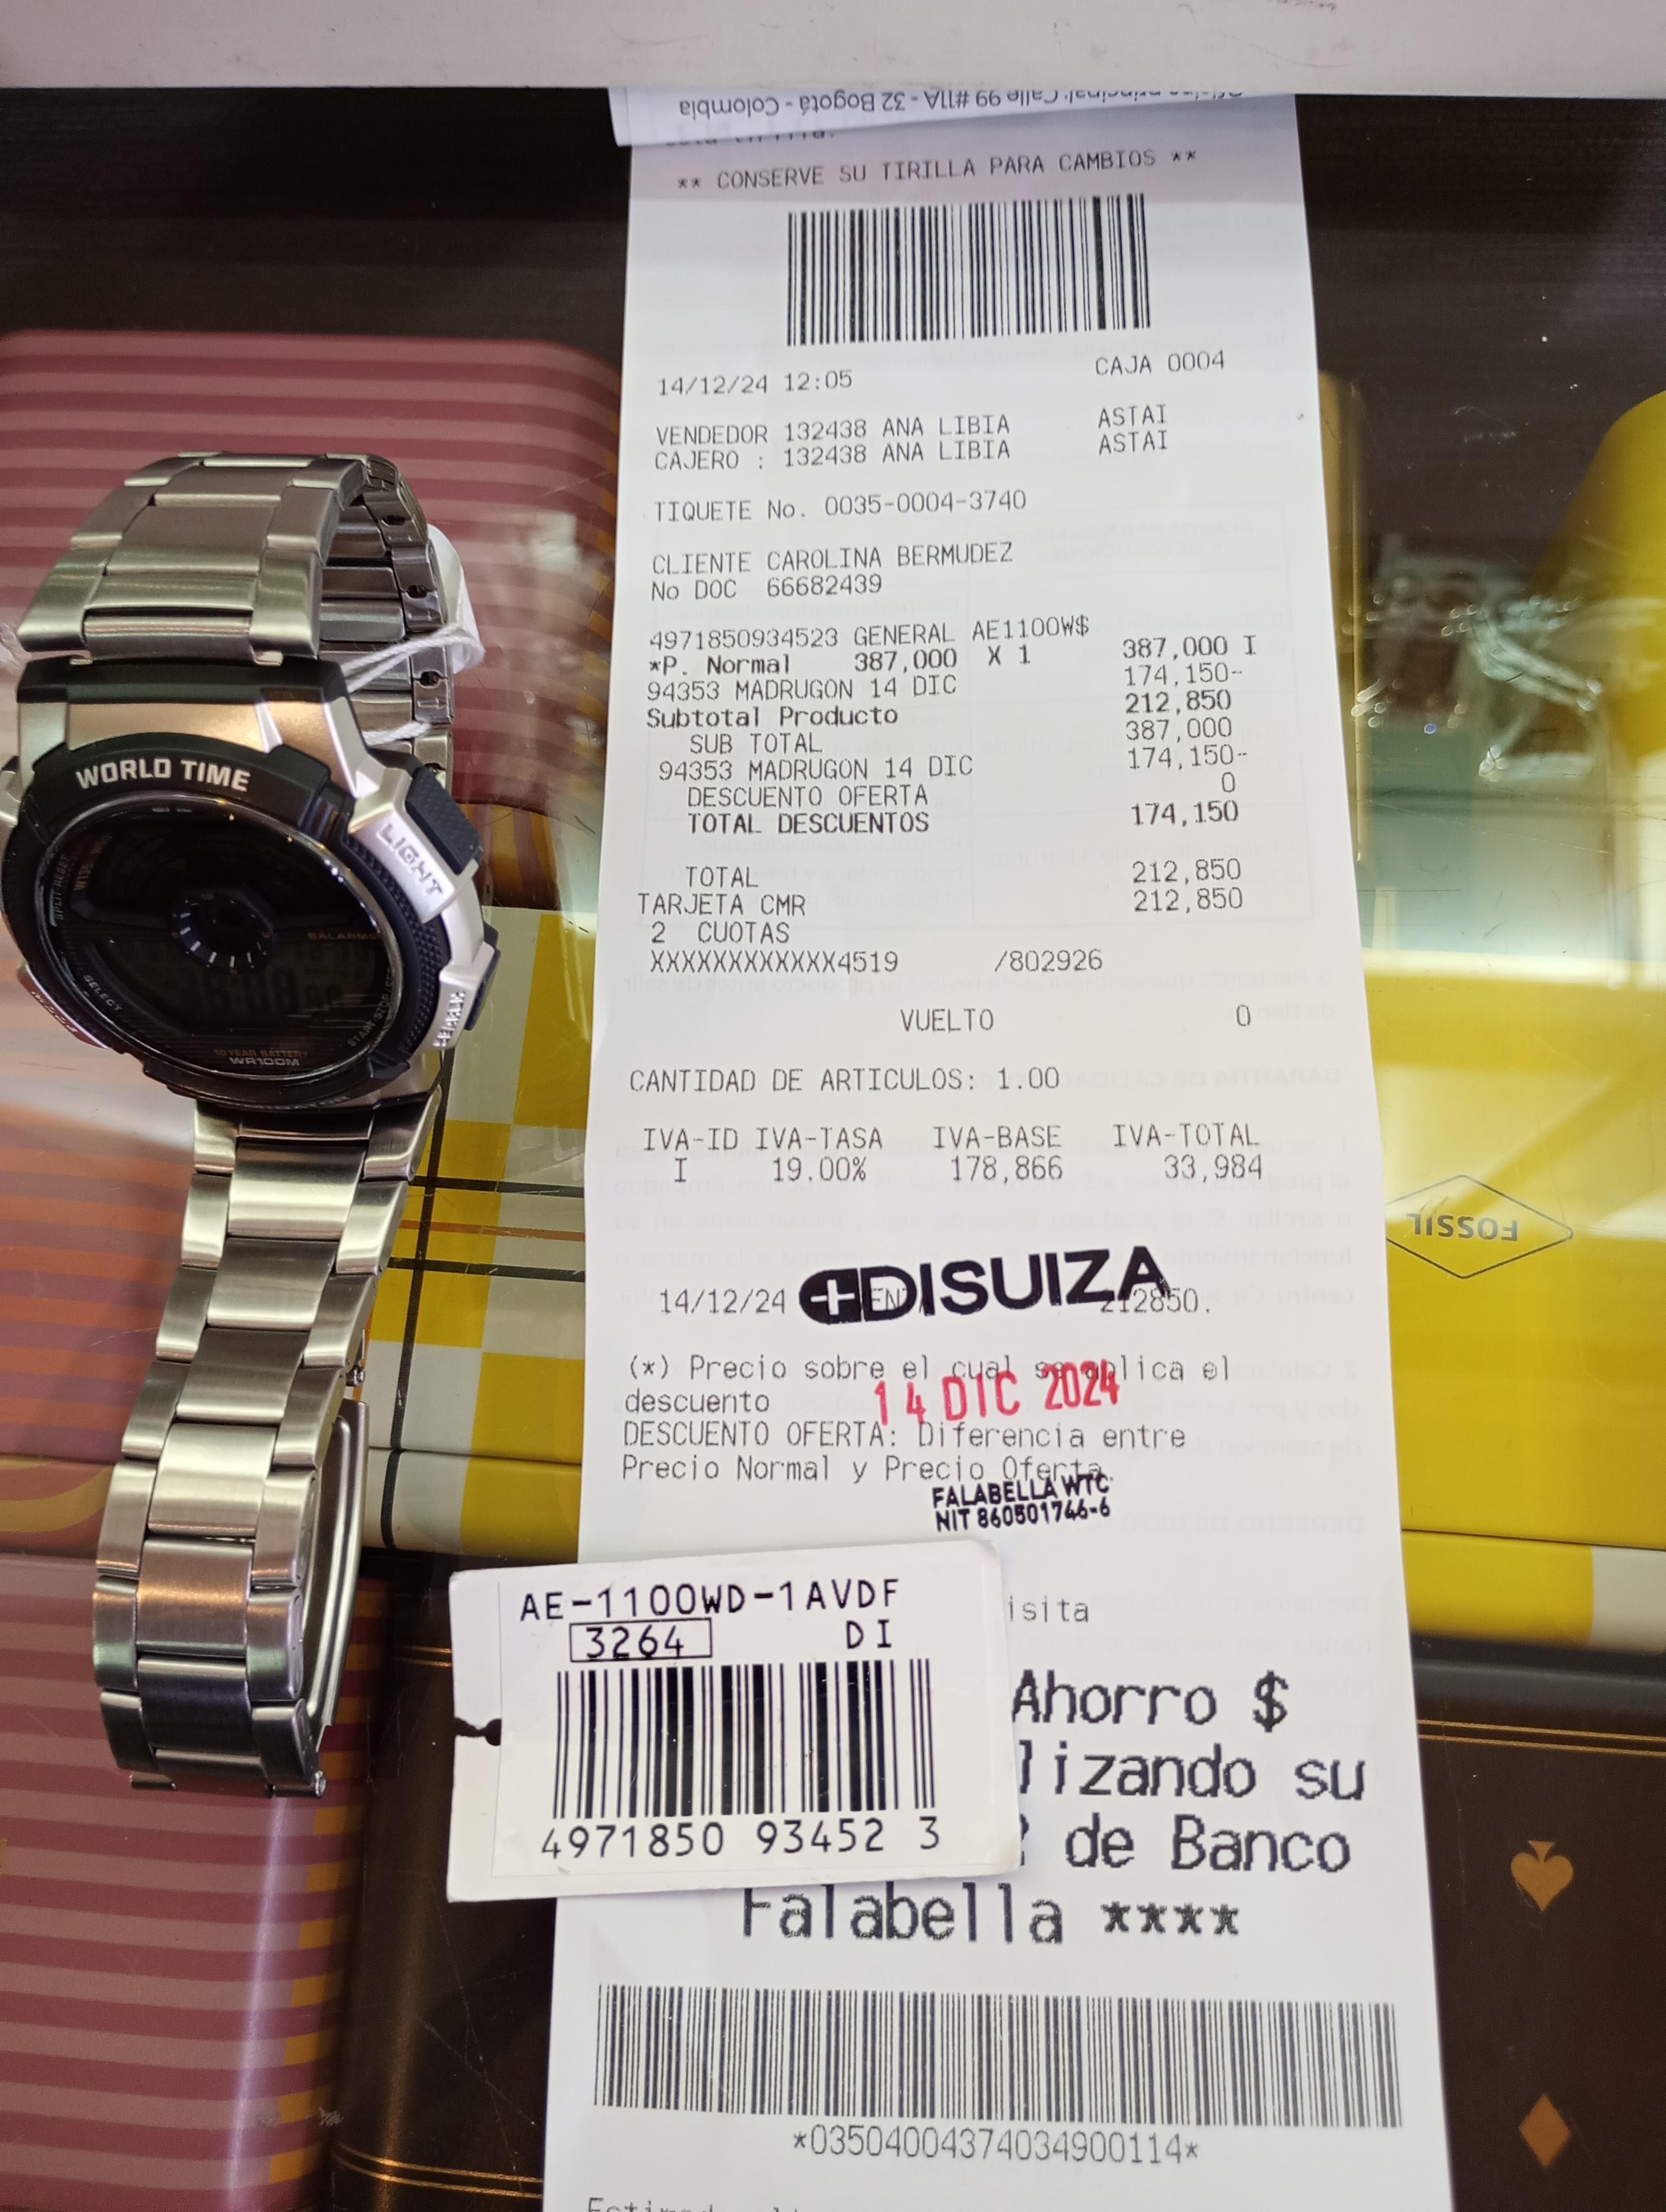 Oficina principal: Calle 99 #11A - 32 Bogotá - Colombia
** CONSERVE SU TIRILLA PARA CAMBIOS **
14/12/24 12:05 CAJA 0004
VENDEDOR 132438 ANA LIBIA ASTAI
CAJERO : 132438 ANA LIBIA ASTAI
TIQUETE No. 0035-0004-3740
CLIENTE CAROLINA BERMUDEZ
No DOC 66682439
4971850934523 GENERAL AE1100W$
*P. Normal 387,000 X 1 387,000 I
94353 MADRUGON 14 DIC 174,150-
Subtotal Producto 212,850
SUB TOTAL 387,000
94353 MADRUGON 14 DIC 174,150-
DESCUENTO OFERTA 0
TOTAL DESCUENTOS 174,150
TOTAL 212,850
TARJETA CMR 212,850
2 CUOTAS
XXXXXXXXXXXX4519 /802926
VUELTO 0
CANTIDAD DE ARTICULOS: 1.00
IVA-ID IVA-TASA IVA-BASE IVA-TOTAL
I 19.00% 178,866 33,984
DISUIZA
14/12/24 212850.
(*) Precio sobre el cual se aplica el
descuento
14 DIC 2024
DESCUENTO OFERTA: Diferencia entre
Precio Normal y Precio Oferta.
FALABELLA WTC
NIT 860501746-6
isita
Ahorro $
lizando su
de Banco
Falabella ****
*03504004374034900114*
AE-1100WD-1AVDF
3264 DI
4971850 93452 3
WORLD TIME
LIGHT
SPLIT RESET
5ALARMS
SELECT
10 YEAR BATTERY
WR100M
FOSSIL